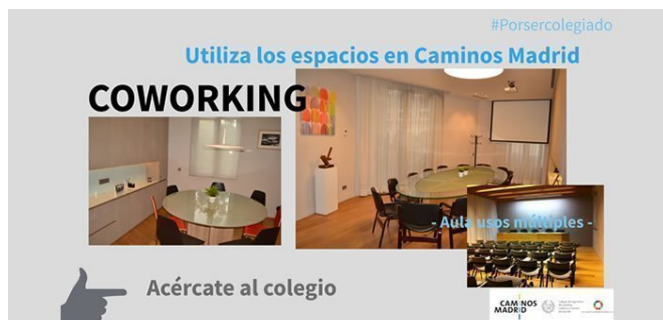 #Porsercolegiado
Utiliza los espacios en Caminos Madrid
COWORKING
- Aula usos múltiples -
Acércate al colegio
CAMINOS
MADRID